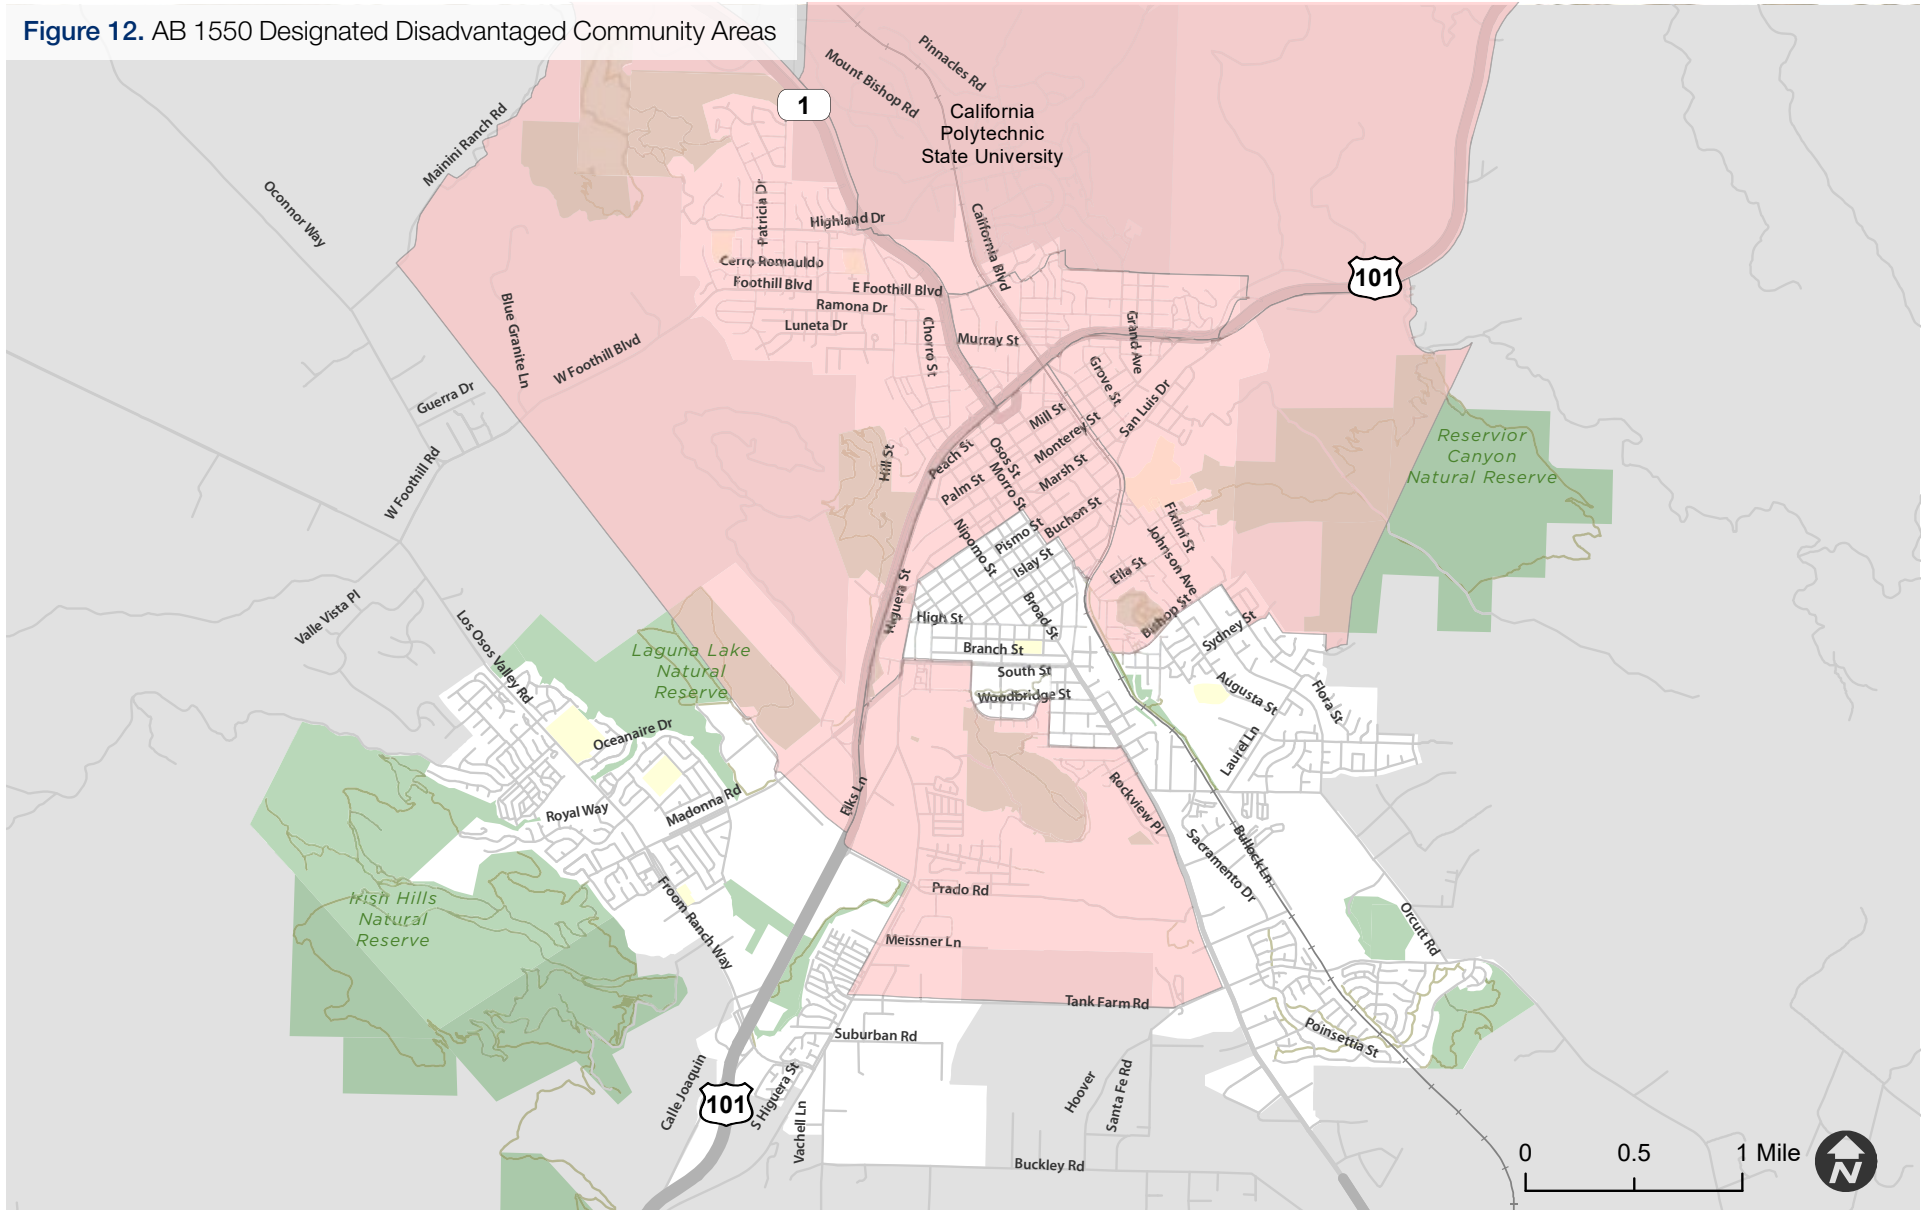 Figure 12. AB 1550 Designated Disadvantaged Community Areas
Pinnacles Rd
Mount Bishop Rd
1
California
Polytechnic
State University
Mainini Ranch Rd
Oconnor Way
Patricia Dr
Highland Dr
California Blvd
Cerro Romauldo
Foothill Blvd
E Foothill Blvd
101
Ramona Dr
Luneta Dr
Chorro St
Murray St
Grand Ave
Blue Granite Ln
W Foothill Blvd
Grove St
San Luis Dr
Guerra Dr
Mill St
Monterey St
Marsh St
Osos St
Morro St
Peach St
Palm St
Hill St
Buchon St
Reservior
Canyon
Natural Reserve
W Foothill Rd
Nipomo St
Pismo St
Islay St
Fixlini St
Johnson Ave
Ella St
Bishop St
Sydney St
Higuera St
High St
Broad St
Branch St
South St
Woodbridge St
Valle Vista Pl
Los Osos Valley Rd
Laguna Lake
Natural
Reserve
Augusta St
Flora St
Laurel Ln
Oceanaire Dr
Elks Ln
Madonna Rd
Royal Way
Rockview Pl
Sacramento Dr
Bullock Ln
Irish Hills
Natural
Reserve
Froom Ranch Way
Prado Rd
Meissner Ln
Orcutt Rd
Tank Farm Rd
Suburban Rd
Poinsettia St
Calle Joaquin
101
S Higuera St
Vachell Ln
Hoover
Santa Fe Rd
Buckley Rd
0 0.5 1 Mile
N